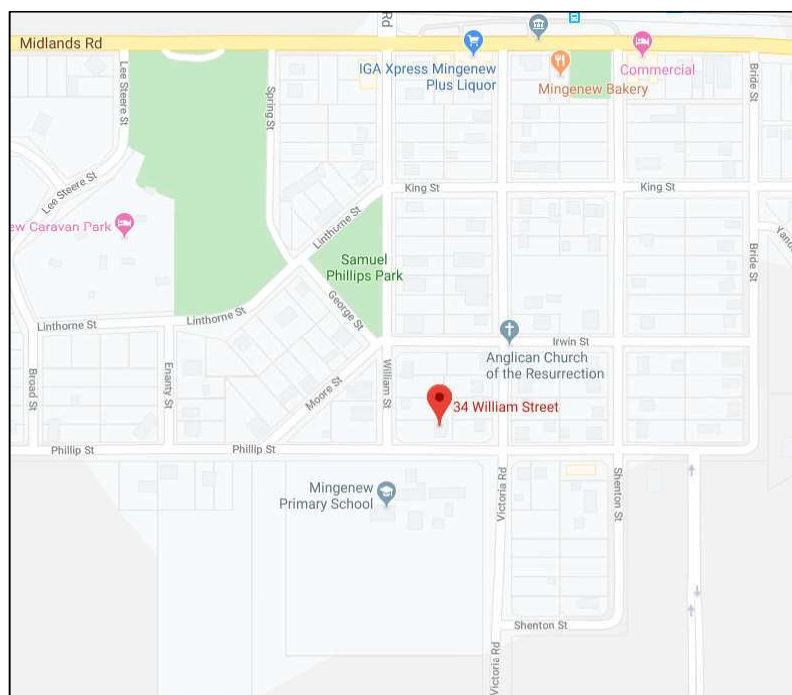 Rd
Midlands Rd
IGA Xpress Mingenew
Plus Liquor
Commercial
Mingenew Bakery
Lee Steere St
Spring St
Bride St
Lee Steere St
King St
King St
ew Caravan Park
Linthorne St
Samuel
Phillips Park
Bride St
George St
Linthorne St
Linthorne St
Irwin St
Anglican Church
of the Resurrection
Broad St
Enanty St
Moore St
William St
34 William Street
Phillip St
Phillip St
Mingenew
Primary School
Victoria Rd
Shenton St
Shenton St
Victoria Rd